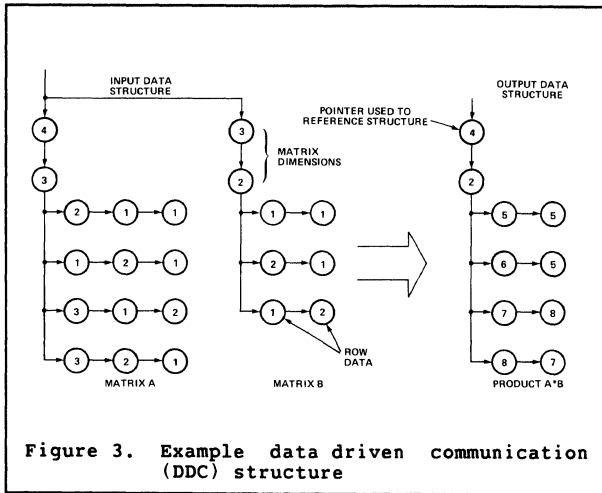 INPUT DATA
STRUCTURE
OUTPUT DATA
STRUCTURE
POINTER USED TO
REFERENCE STRUCTURE
4
3
4
MATRIX
DIMENSIONS
3
2
2
2 1 1
1 1
5 5
1 2 1
2 1
6 5
3 1 2
1 2
7 8
3 2 1
ROW
DATA
8 7
MATRIX A
MATRIX B
PRODUCT A*B
Figure 3. Example data driven communication
(DDC) structure